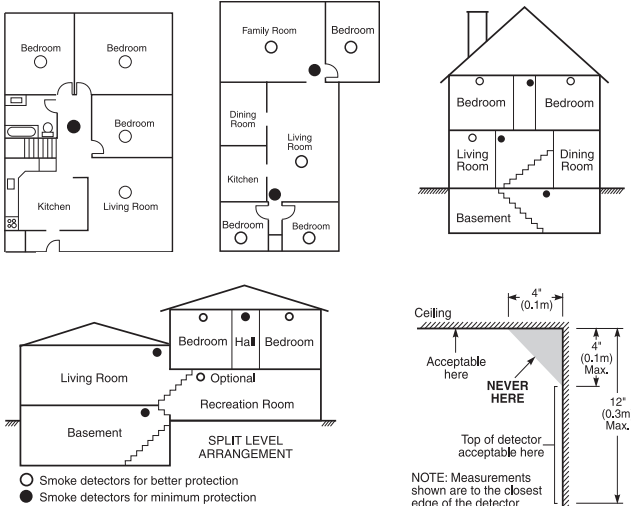 Bedroom
Bedroom
Bedroom
Kitchen
Living Room
Family Room
Bedroom
Dining
Room
Living
Room
Kitchen
Bedroom
Bedroom
Bedroom
Bedroom
Living
Room
Dining
Room
Basement
Living Room
Basement
Bedroom
Hall
Bedroom
Optional
Recreation Room
SPLIT LEVEL
ARRANGEMENT
Smoke detectors for better protection
Smoke detectors for minimum protection
4"
(0.1m)
Ceiling
Acceptable
here
NEVER
HERE
4"
(0.1m)
Max.
12"
(0.3m
Max.
Top of detector
acceptable here
NOTE: Measurements
shown are to the closest
edge of the detector